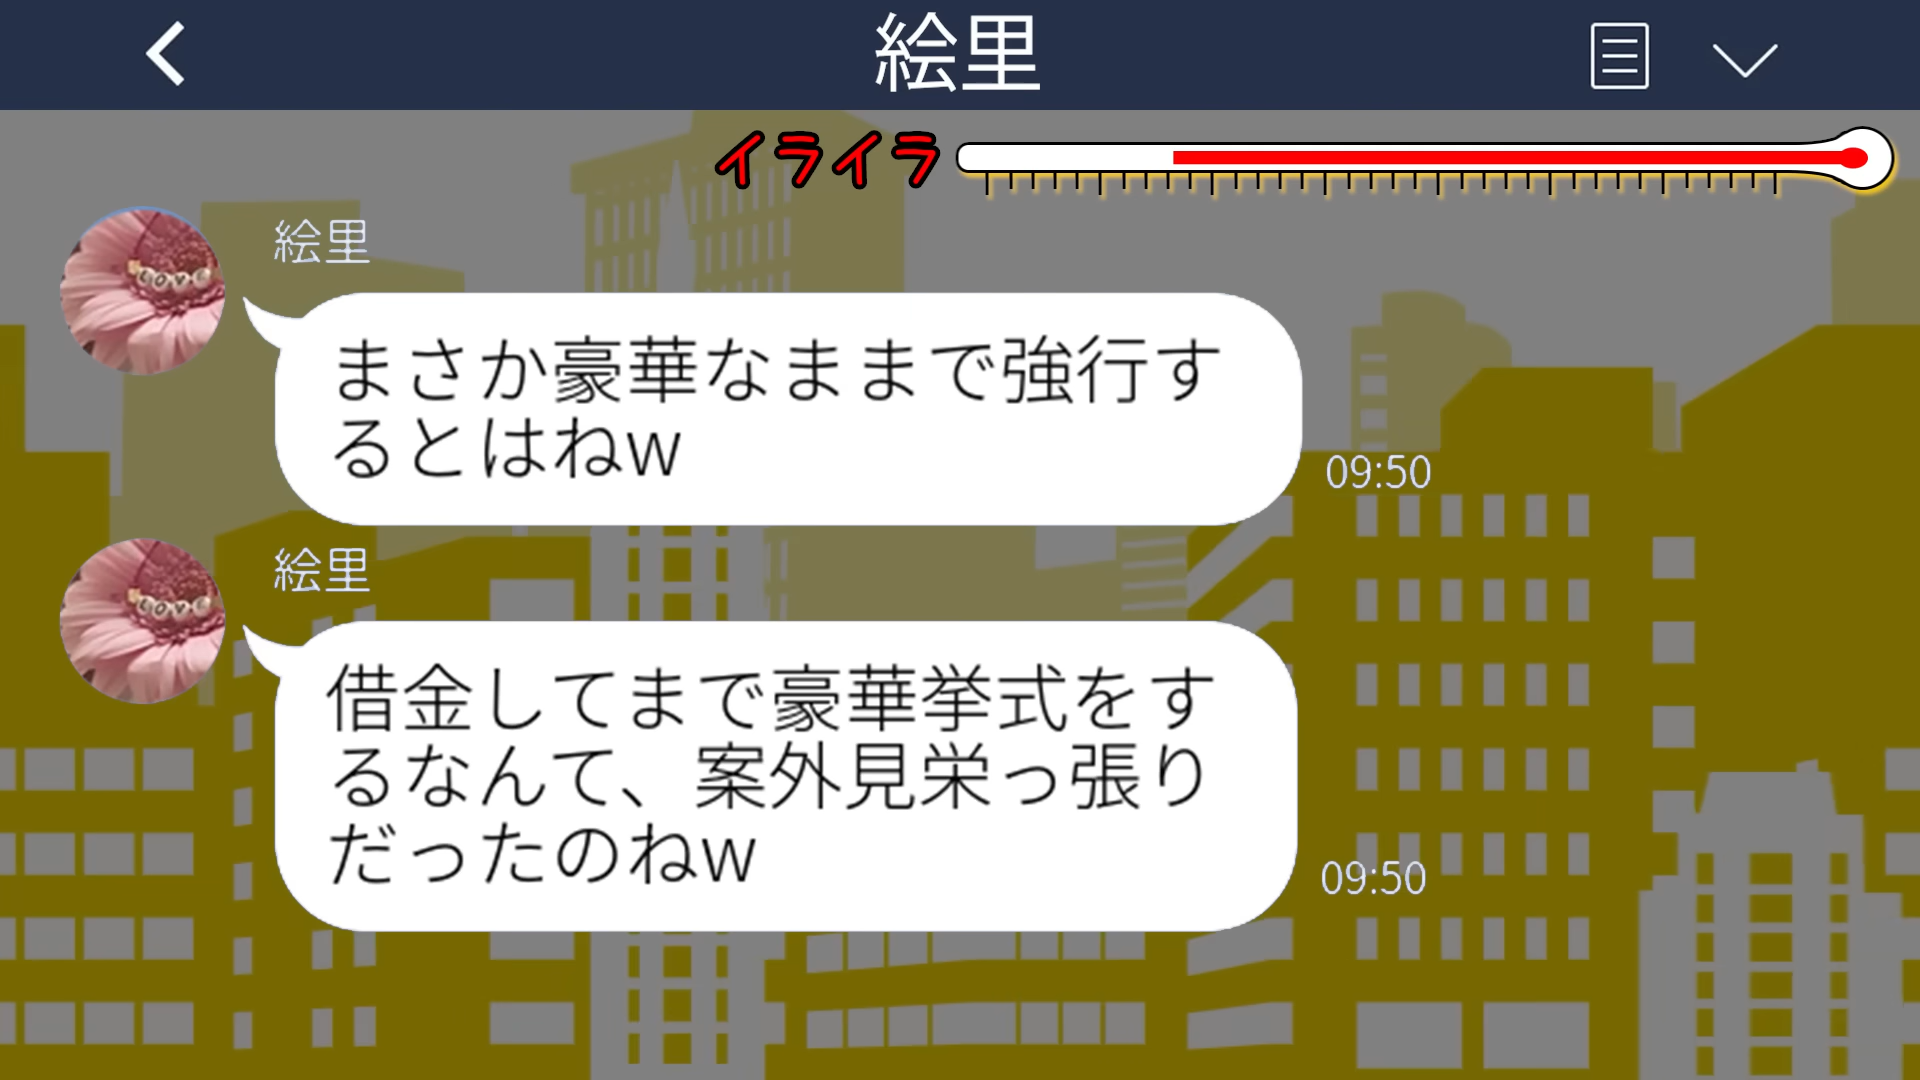 絵里
イライラ
絵里
まさか豪華なままで強行す
るとはねw
09:50
絵里
借金してまで豪華挙式をす
るなんて、案外見栄っ張り
だったのねw
09:50
LOVE
LOVE